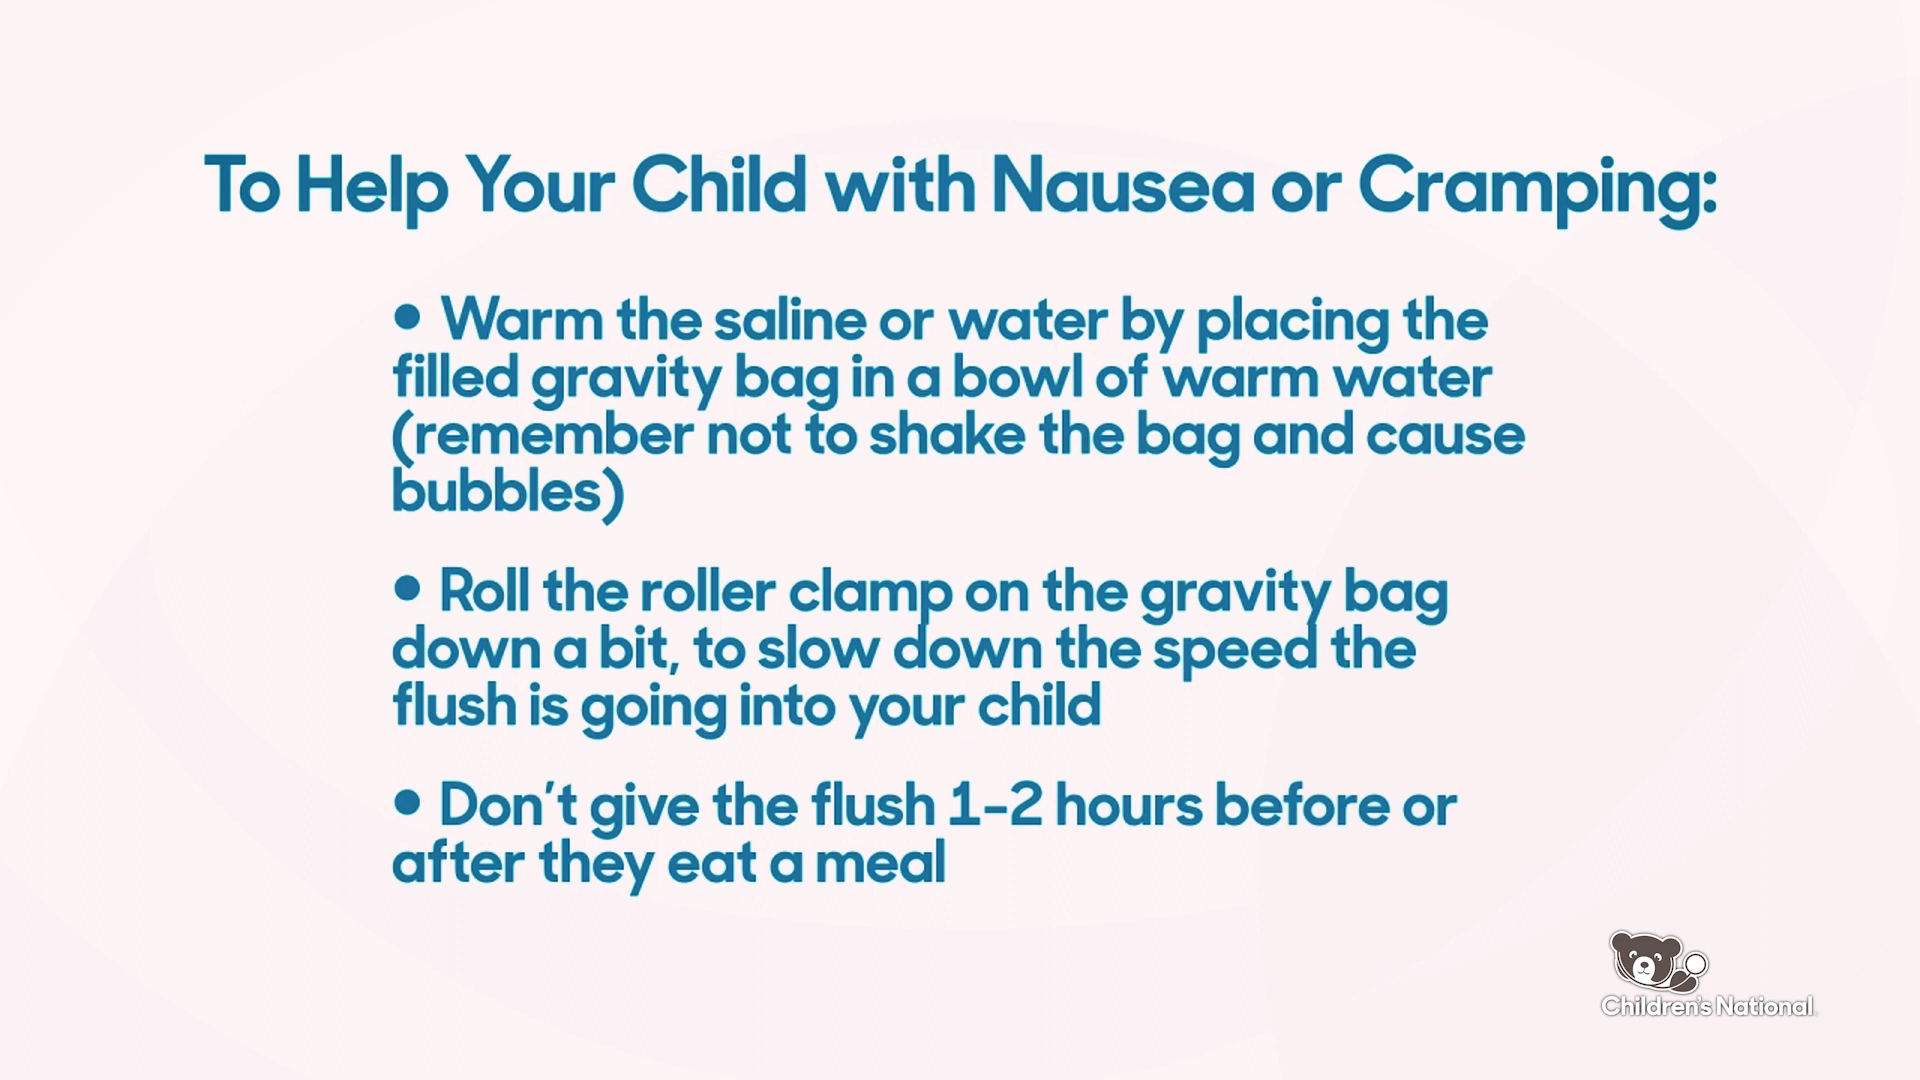 To Help Your Child with Nausea or Cramping:
• Warm the saline or water by placing the
filled gravity bag in a bowl of warm water
(remember not to shake the bag and cause
bubbles)
• Roll the roller clamp on the gravity bag
down a bit, to slow down the speed the
flush is going into your child
• Don't give the flush 1-2 hours before or
after they eat a meal
Children's National